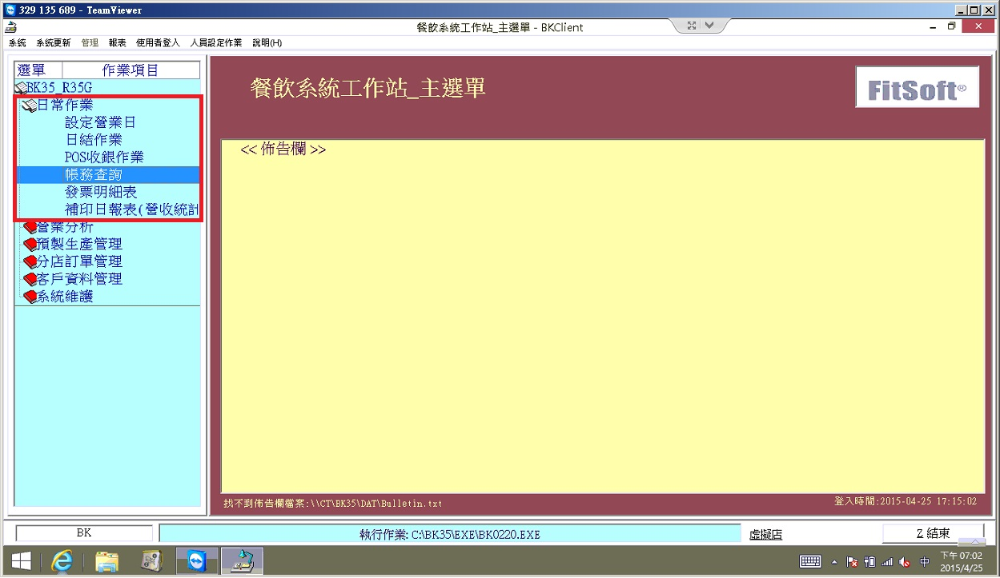 329 135 689 - TeamViewer
餐飲系統工作站_主選單 - BKClient
系統 系統更新 管理 報表 使用者登入 人員設定作業 說明(H)
選單 作業項目
BK35_R35G
日常作業
設定營業日
日結作業
POS收銀作業
帳務查詢
發票明細表
補印日報表(營收統計
營業分析
預製生產管理
分店訂單管理
客戶資料管理
系統維護
餐飲系統工作站_主選單
FitSoft®
<< 佈告欄 >>
找不到佈告欄檔案:\\CT\BK35\DAT\Bulletin.txt
登入時間:2015-04-25 17:15:02
BK
執行作業: C:\BK35\EXE\BK0220.EXE
虛擬店
Z 結束
中
下午 07:02
2015/4/25